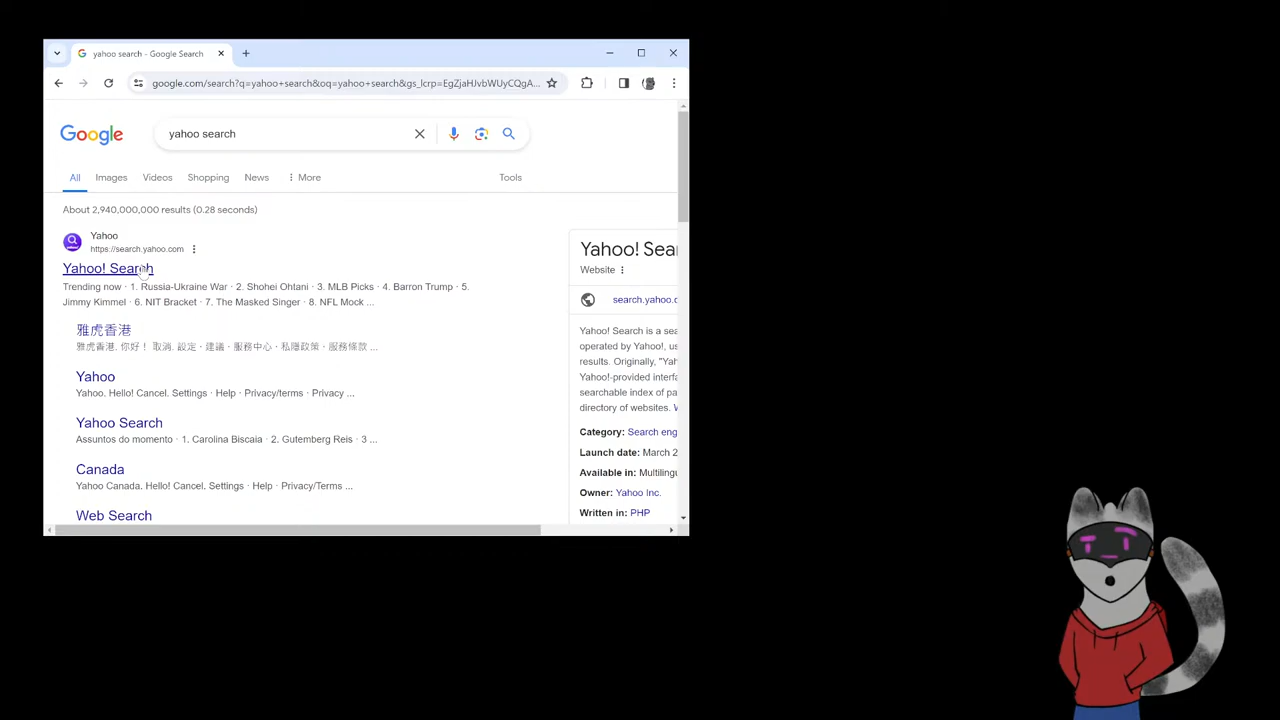 yahoo search - Google Search
google.com/search?q=yahoo+search&oq=yahoo+search&gs_lcrp=EgZjaHJvbWUyCQgA...
Google
yahoo search
All Images Videos Shopping News More Tools
About 2,940,000,000 results (0.28 seconds)
Yahoo
https://search.yahoo.com
Yahoo! Search
Trending now · 1. Russia-Ukraine War · 2. Shohei Ohtani · 3. MLB Picks · 4. Barron Trump · 5.
Jimmy Kimmel · 6. NIT Bracket · 7. The Masked Singer · 8. NFL Mock ...
雅虎香港
雅虎香港. 你好！ 取消. 設定 · 建議 · 服務中心 · 私隱政策 · 服務條款 ...
Yahoo
Yahoo. Hello! Cancel. Settings · Help · Privacy/terms · Privacy ...
Yahoo Search
Assuntos do momento · 1. Carolina Biscaia · 2. Gutemberg Reis · 3 ...
Canada
Yahoo Canada. Hello! Cancel. Settings · Help · Privacy/Terms ...
Web Search
Yahoo! Sear
Website
search.yahoo.c
Yahoo! Search is a sea
operated by Yahoo!, us
results. Originally, "Yah
Yahoo!-provided interfa
searchable index of pa
directory of websites. W
Category: Search eng
Launch date: March 2
Available in: Multilingu
Owner: Yahoo Inc.
Written in: PHP